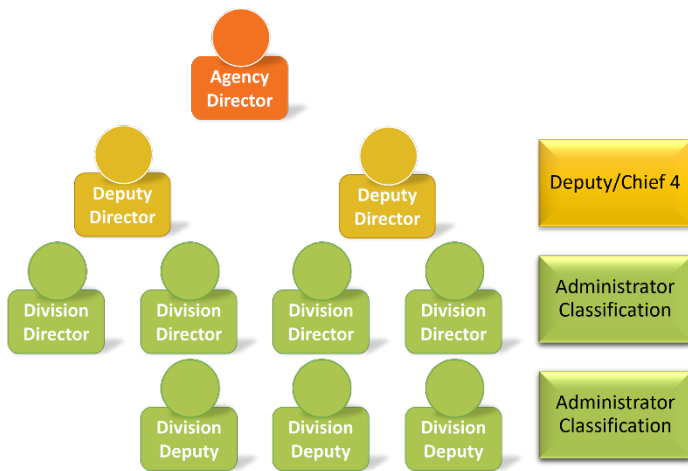 Agency
Director
Deputy
Director
Deputy
Director
Deputy/Chief 4
Division
Director
Division
Director
Division
Director
Division
Director
Administrator
Classification
Division
Deputy
Division
Deputy
Division
Deputy
Administrator
Classification